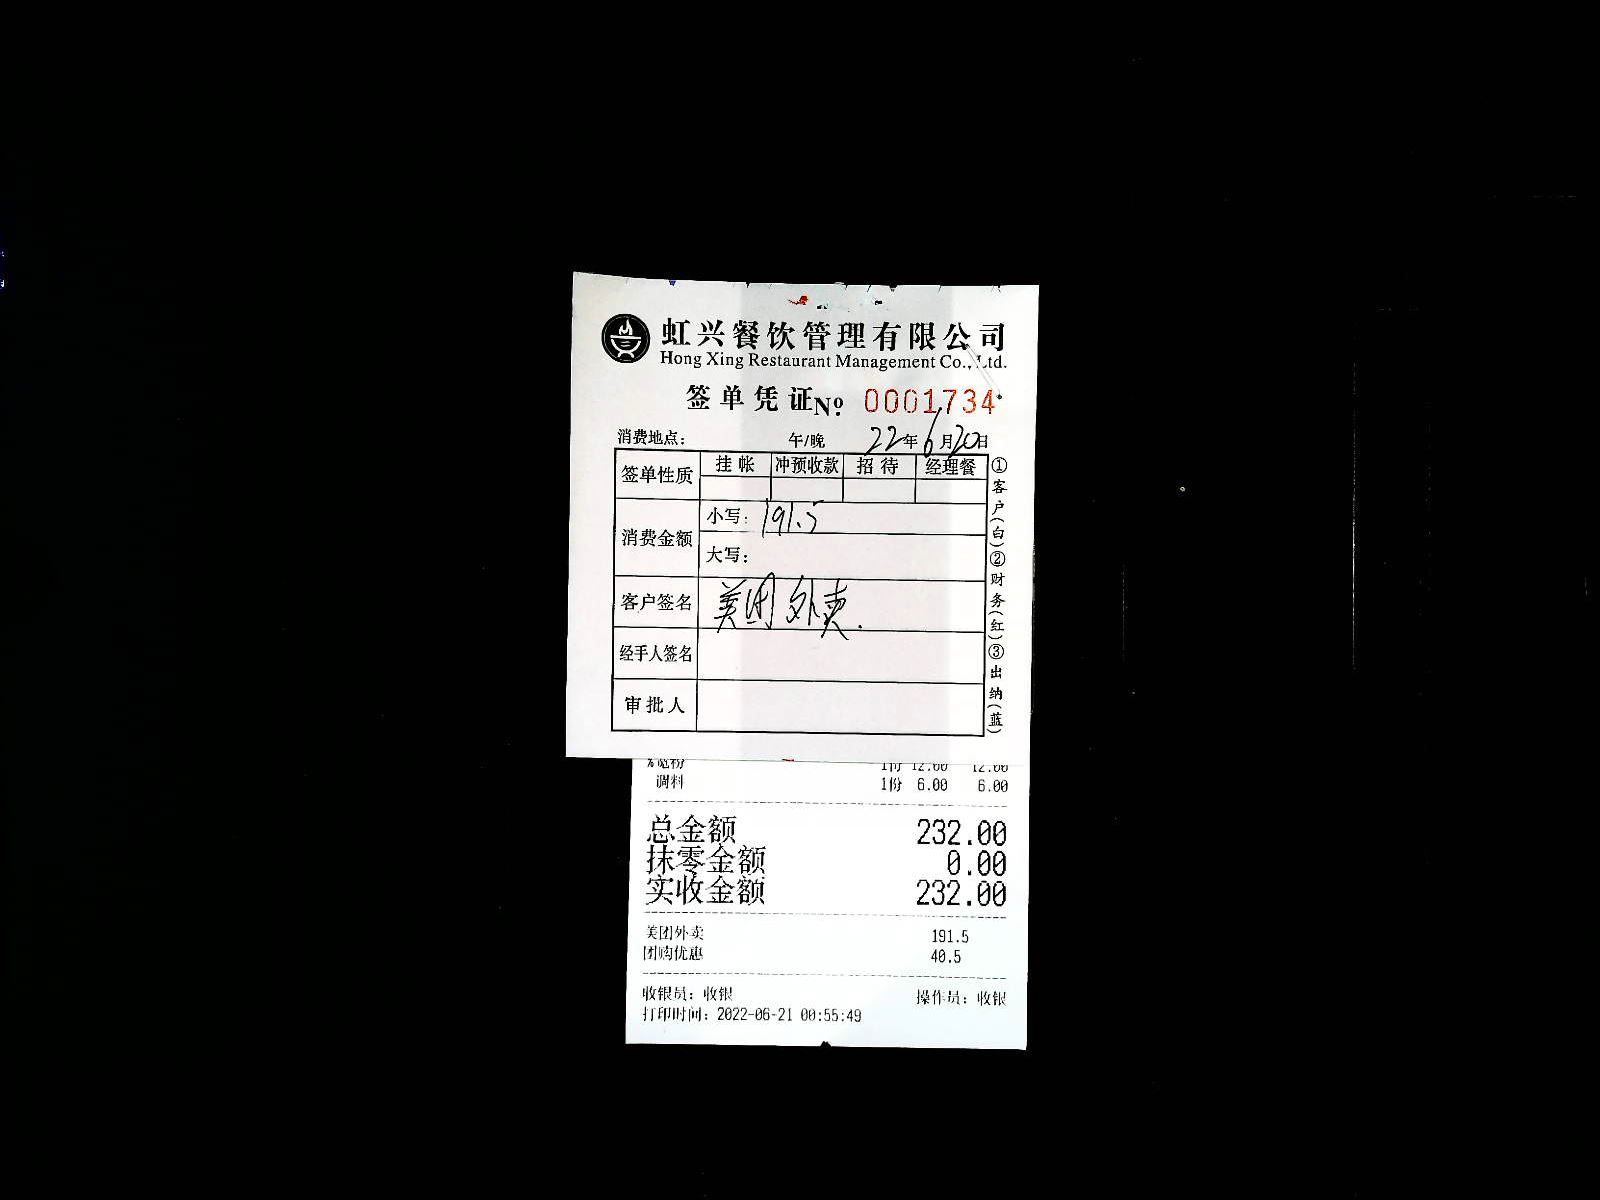 虹兴餐饮管理有限公司
Hong Xing Restaurant Management Co., Ltd.
签单凭证 No. 0001734
消费地点： 午/晚 22年6月20日
签单性质 挂帐 冲预收款 招待 经理餐
消费金额 小写：191.5
大写：
客户签名 美团外卖.
经手人签名
审批人
①客户(白)②财务(红)③出纳(蓝)
1份 12.00 12.00
调料 1份 6.00 6.00
总金额 232.00
抹零金额 0.00
实收金额 232.00
美团外卖 191.5
团购优惠 40.5
收银员：收银 操作员：收银
打印时间：2022-06-21 00:55:49